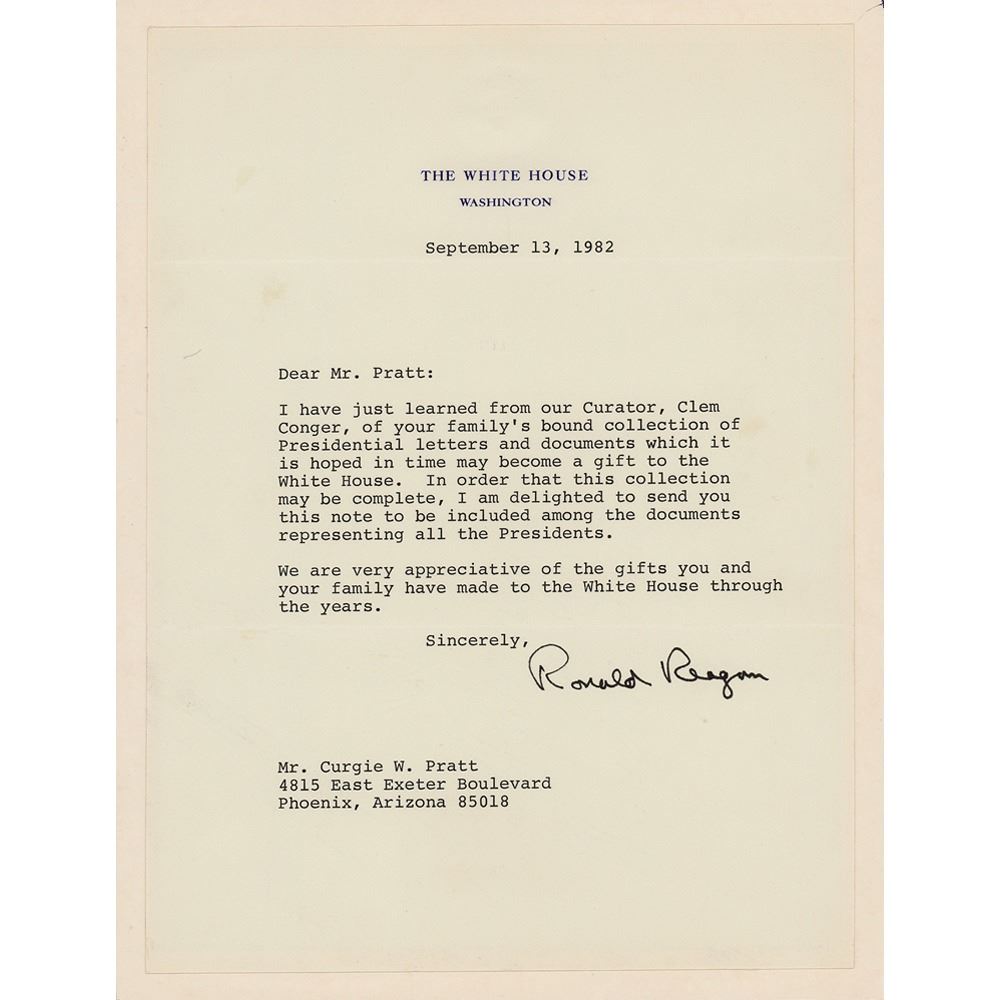 THE WHITE HOUSE
WASHINGTON
September 13, 1982
Dear Mr. Pratt:
I have just learned from our Curator, Clem
Conger, of your family's bound collection of
Presidential letters and documents which it
is hoped in time may become a gift to the
White House.  In order that this collection
may be complete, I am delighted to send you
this note to be included among the documents
representing all the Presidents.
We are very appreciative of the gifts you and
your family have made to the White House through
the years.
Sincerely,
Ronald Reagan
Mr. Curgie W. Pratt
4815 East Exeter Boulevard
Phoenix, Arizona 85018